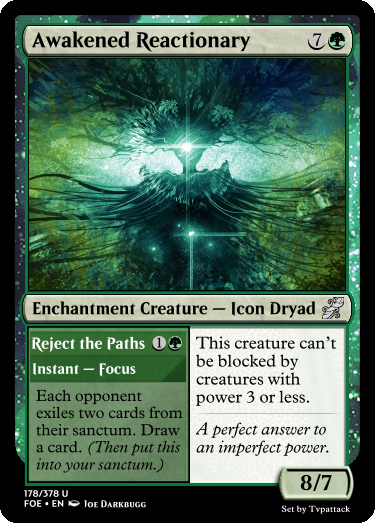 Awakened Reactionary 7
Enchantment Creature — Icon Dryad
Reject the Paths 1
Instant — Focus
Each opponent
exiles two cards from
their sanctum. Draw
a card. (Then put this
into your sanctum.)
This creature can't
be blocked by
creatures with
power 3 or less.
A perfect answer to
an imperfect power.
8/7
178/378 U
FOE • EN Joe Darkbugg
Set by Tvpattack